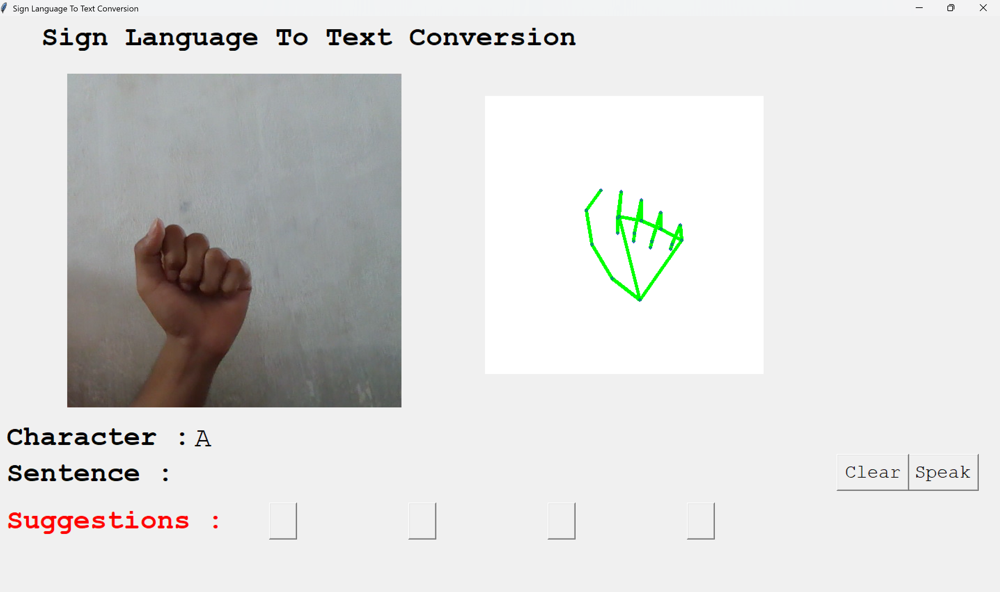 Sign Language To Text Conversion
Sign Language To Text Conversion
Character : A
Sentence :
Clear Speak
Suggestions :